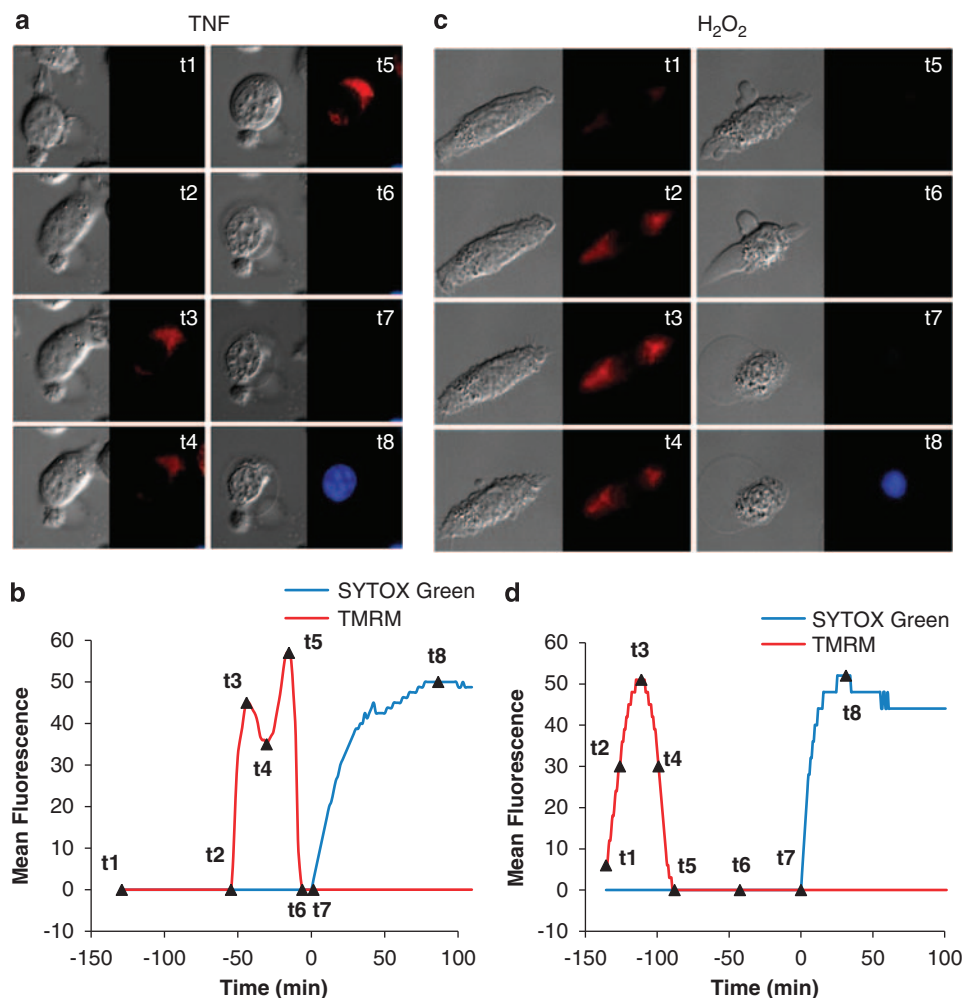 a
TNF
t1
t5
t2
t6
t3
t7
t4
t8
c
H₂O₂
t1
t5
t2
t6
t3
t7
t4
t8
b
SYTOX Green
TMRM
Mean Fluorescence
60
50
40
30
20
10
0
-10
t1
t2
t3
t4
t5
t6
t7
t8
-150
-100
-50
0
50
100
Time (min)
d
SYTOX Green
TMRM
Mean Fluorescence
60
50
40
30
20
10
0
-10
t1
t2
t3
t4
t5
t6
t7
t8
-150
-100
-50
0
50
100
Time (min)